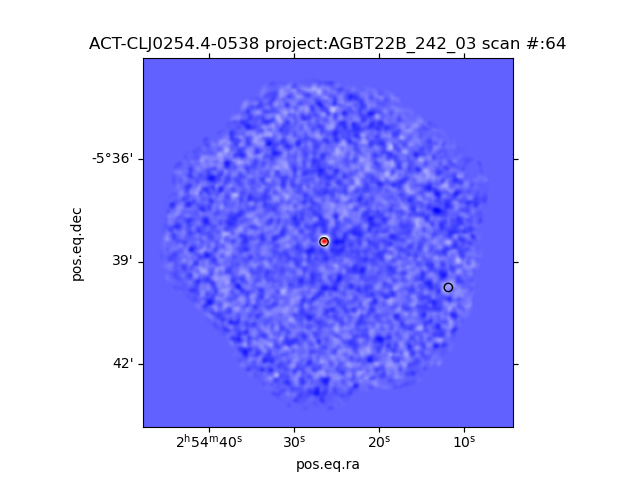 ACT-CLJ0254.4-0538 project:AGBT22B_242_03 scan #:64
-5°36'
39'
42'
pos.eq.dec
2ʰ54ᵐ40ˢ 30ˢ 20ˢ 10ˢ
pos.eq.ra